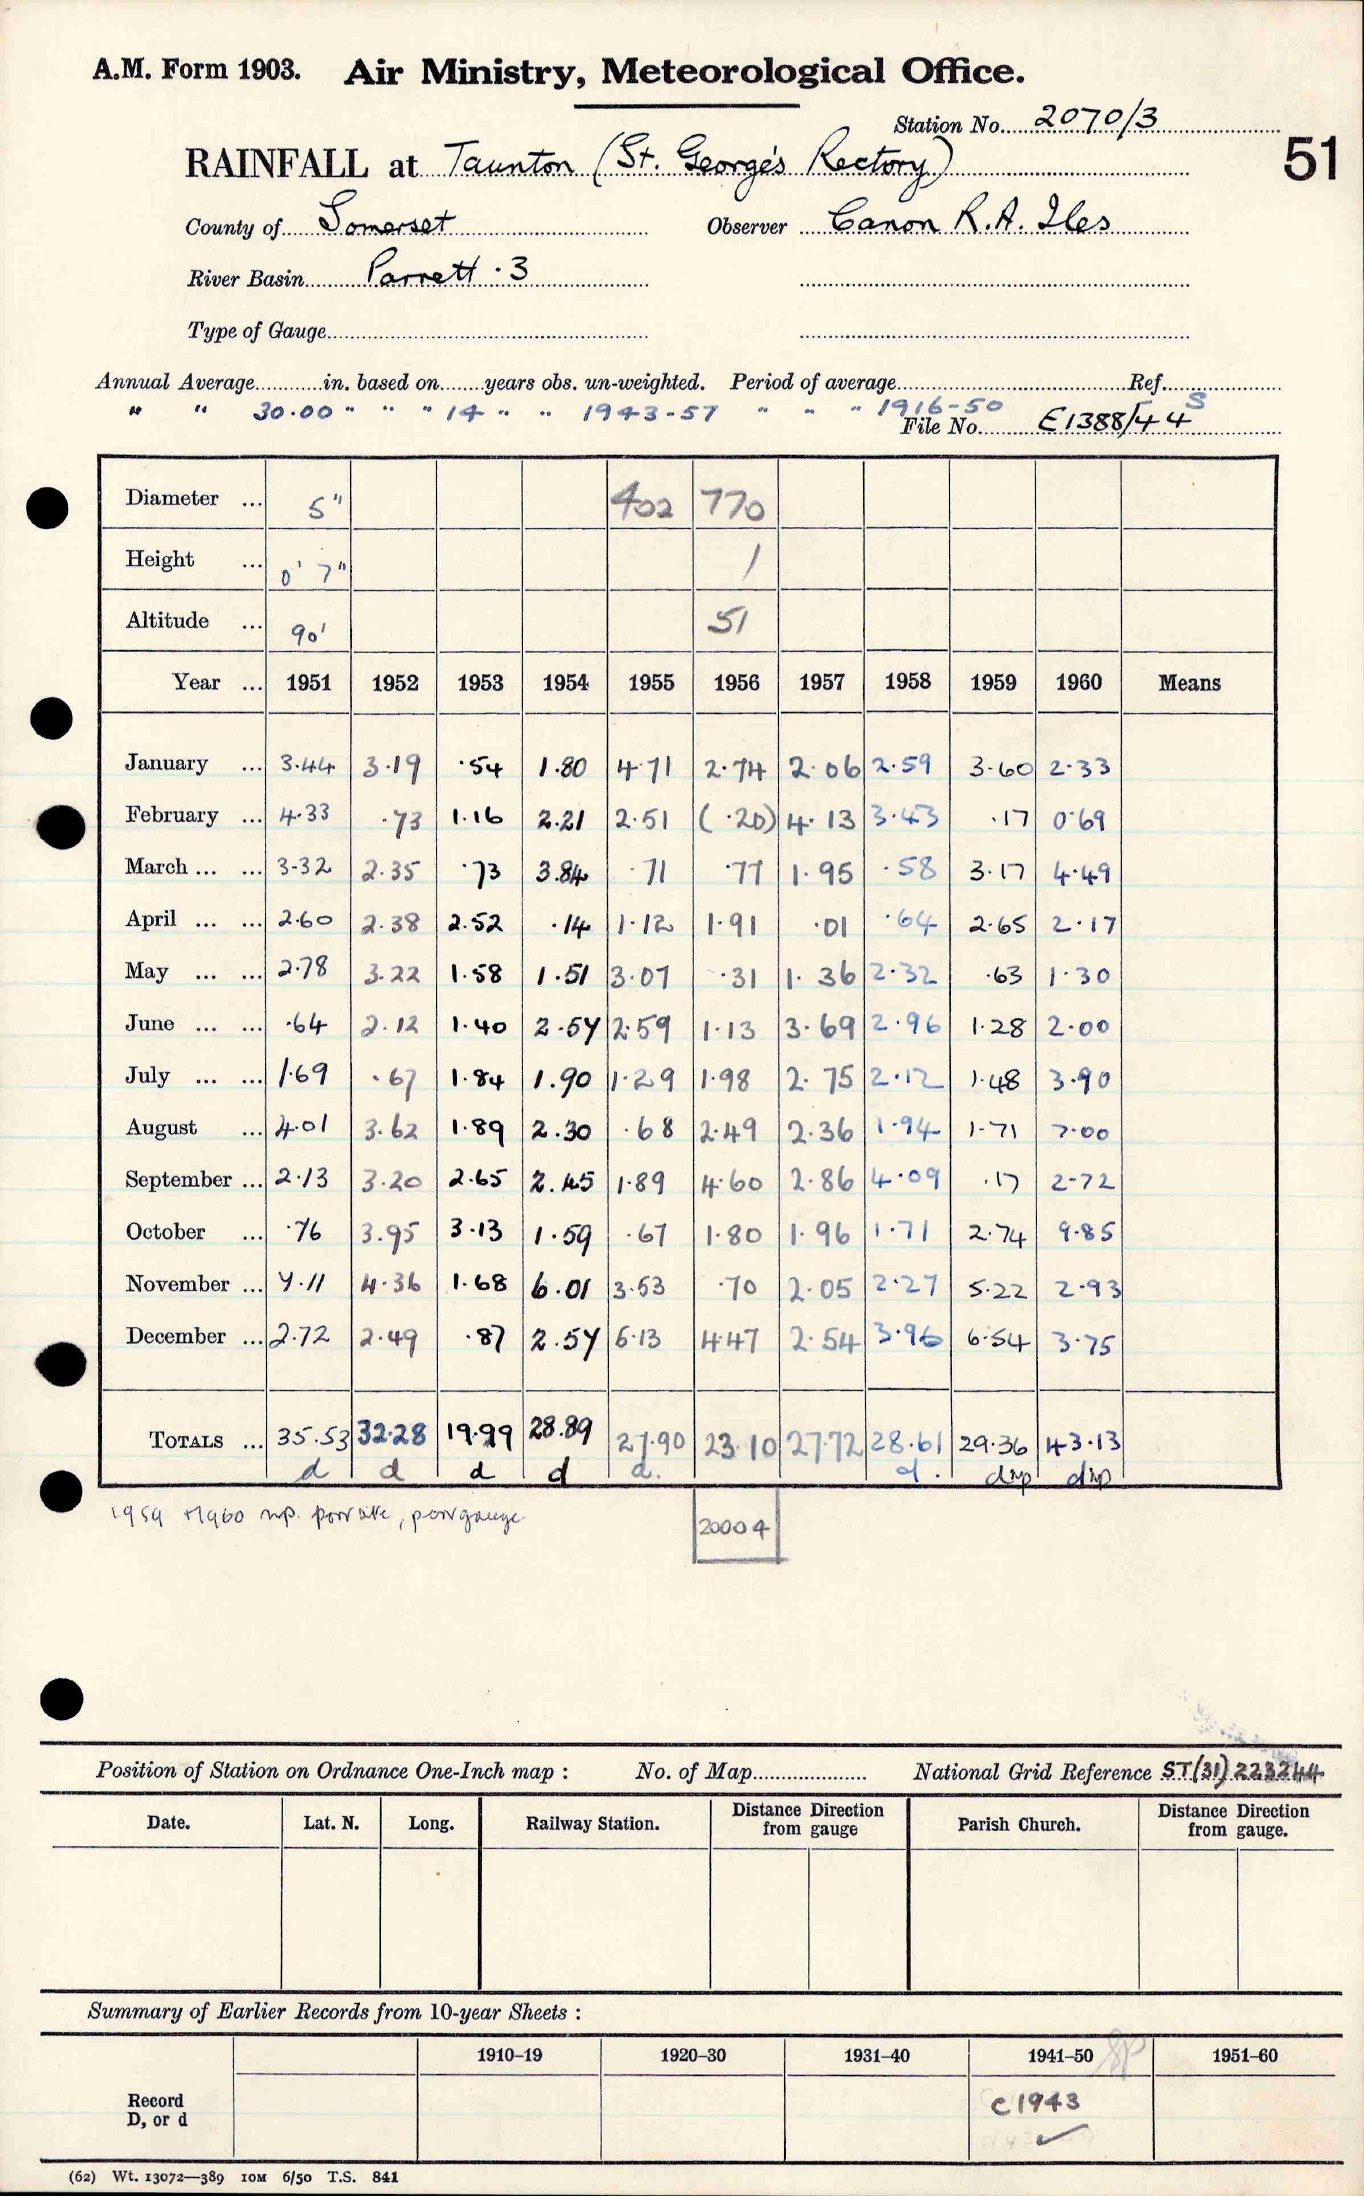 A.M. Form 1903. Air Ministry, Meteorological Office.
Station No. 2070/3
51
RAINFALL at Taunton (St. George's Rectory)
County of Somerset Observer Canon R.A. Iles
River Basin Parrett · 3
Type of Gauge
Annual Average in. based on years obs. un-weighted. Period of average Ref.
" " 30.00 " " " 14 " " 1943-57 " " " 1916-50 S
File No. E1388/44
Diameter ... 5" 402 770
Height ... 0' 7" 1
Altitude ... 90' 51
Year ... 1951 1952 1953 1954 1955 1956 1957 1958 1959 1960 Means
January ... 3.44 3.19 .54 1.80 4.71 2.74 2.06 2.59 3.60 2.33
February ... 4.33 .73 1.16 2.21 2.51 (.20) 4.13 3.43 .17 0.69
March ... ... 3.32 2.35 .73 3.84 .71 .77 1.95 .58 3.17 4.49
April ... ... 2.60 2.38 2.52 .14 1.12 1.91 .01 .64 2.65 2.17
May ... ... 2.78 3.22 1.58 1.51 3.07 .31 1.36 2.32 .63 1.30
June ... ... .64 2.12 1.40 2.57 2.59 1.13 3.69 2.96 1.28 2.00
July ... ... 1.69 .67 1.84 1.90 1.29 1.98 2.75 2.12 1.48 3.90
August ... 4.01 3.62 1.89 2.30 .68 2.49 2.36 1.94 1.71 7.00
September ... 2.13 3.20 2.65 2.45 1.89 4.60 2.86 4.09 .17 2.72
October ... .76 3.95 3.13 1.59 .67 1.80 1.96 1.71 2.74 9.85
November ... 7.11 4.36 1.68 6.01 3.53 .70 2.05 2.27 5.22 2.93
December ... 2.72 2.49 .87 2.57 5.13 4.47 2.54 3.96 6.54 3.75
TOTALS ... 35.53 32.28 19.99 28.89 27.90 23.10 27.72 28.61 29.36 43.13
d d d d d. d. dnp dnp
1959 + 1960 n.p. poor site, poor gauge
20004
Position of Station on Ordnance One-Inch map : No. of Map National Grid Reference ST(31)223244
Date. Lat. N. Long. Railway Station. Distance Direction from gauge Parish Church. Distance Direction from gauge.
Summary of Earlier Records from 10-year Sheets :
1910–19 1920–30 1931–40 1941–50 1951–60
Record D, or d c1943
(62) Wt. 13072—389 10M 6/50 T.S. 841